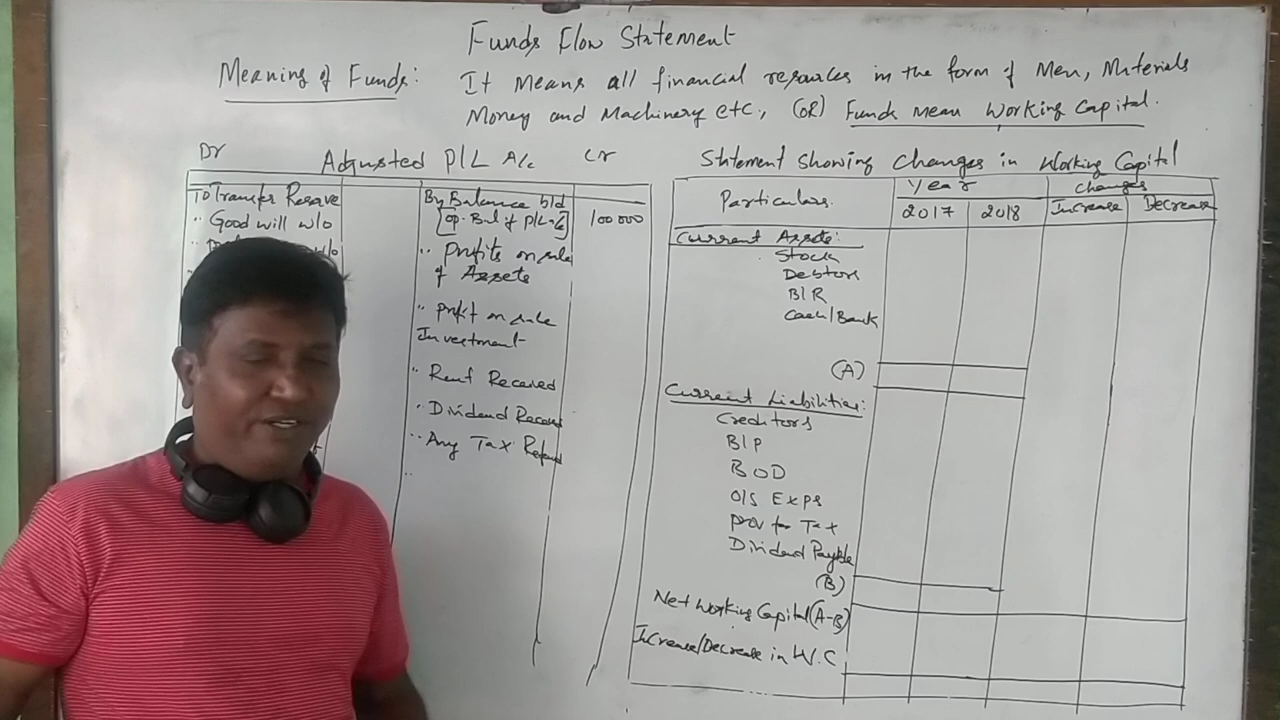 Funds Flow Statement
Meaning of Funds: It Means all financial resources in the form of Men, Materials
Money and Machinery etc., (OR) Funds mean Working Capital.
Dr Adjusted P/L A/c Cr
To Transfer Reserve
" Good will w/o
w/o
By Balance b/d
[op. Bal of P/L a/c] 100000
" Profits on sale
of Assets
" Profit on sale
Investment
" Rent Received
" Dividend Received
" Any Tax Refund
"
Statement showing changes in Working Capital
Particulars Year Changes
2017 2018 Increase Decrease
Current Assets:
Stock
Debtors
B/R
Cash/Bank
(A)
Current Liabilities:
Creditors
B/P
BOD
O/S Exps
Prov for Tax
Dividend Payable
(B)
Net Working Capital (A-B)
Increase/Decrease in W.C